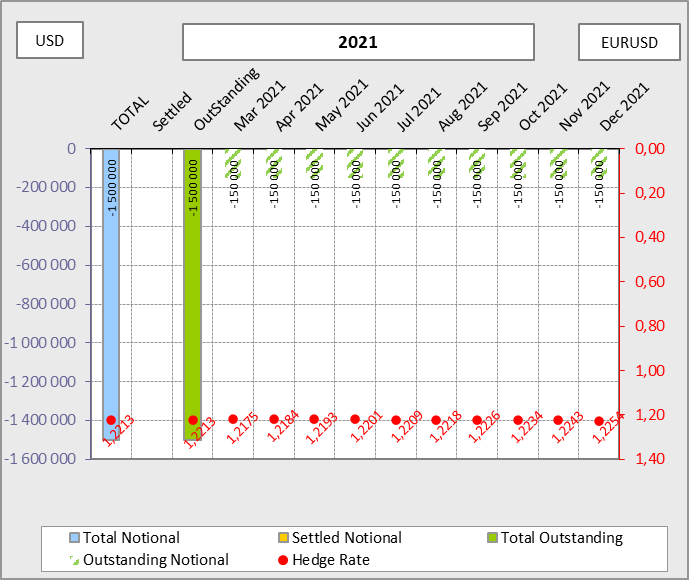 USD
2021
EURUSD
TOTAL
Settled
OutStanding
Mar 2021
Apr 2021
May 2021
Jun 2021
Jul 2021
Aug 2021
Sep 2021
Oct 2021
Nov 2021
Dec 2021
0
-200 000
-400 000
-600 000
-800 000
-1 000 000
-1 200 000
-1 400 000
-1 600 000
-1 500 000
-1 500 000
-150 000
-150 000
-150 000
-150 000
-150 000
-150 000
-150 000
-150 000
-150 000
-150 000
0,00
0,20
0,40
0,60
0,80
1,00
1,20
1,40
1,2213
1,2213
1,2175
1,2184
1,2193
1,2201
1,2209
1,2218
1,2226
1,2234
1,2243
1,2254
Total Notional
Settled Notional
Total Outstanding
Outstanding Notional
Hedge Rate